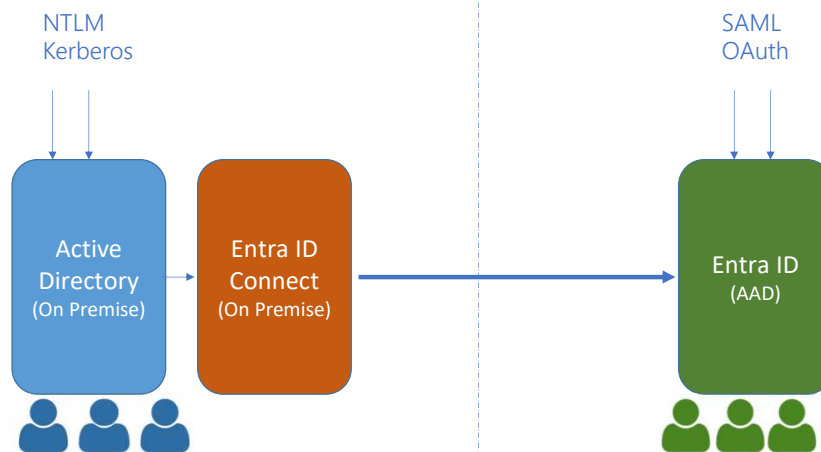 NTLM
Kerberos
SAML
OAuth
Active
Directory
(On Premise)
Entra ID
Connect
(On Premise)
Entra ID
(AAD)